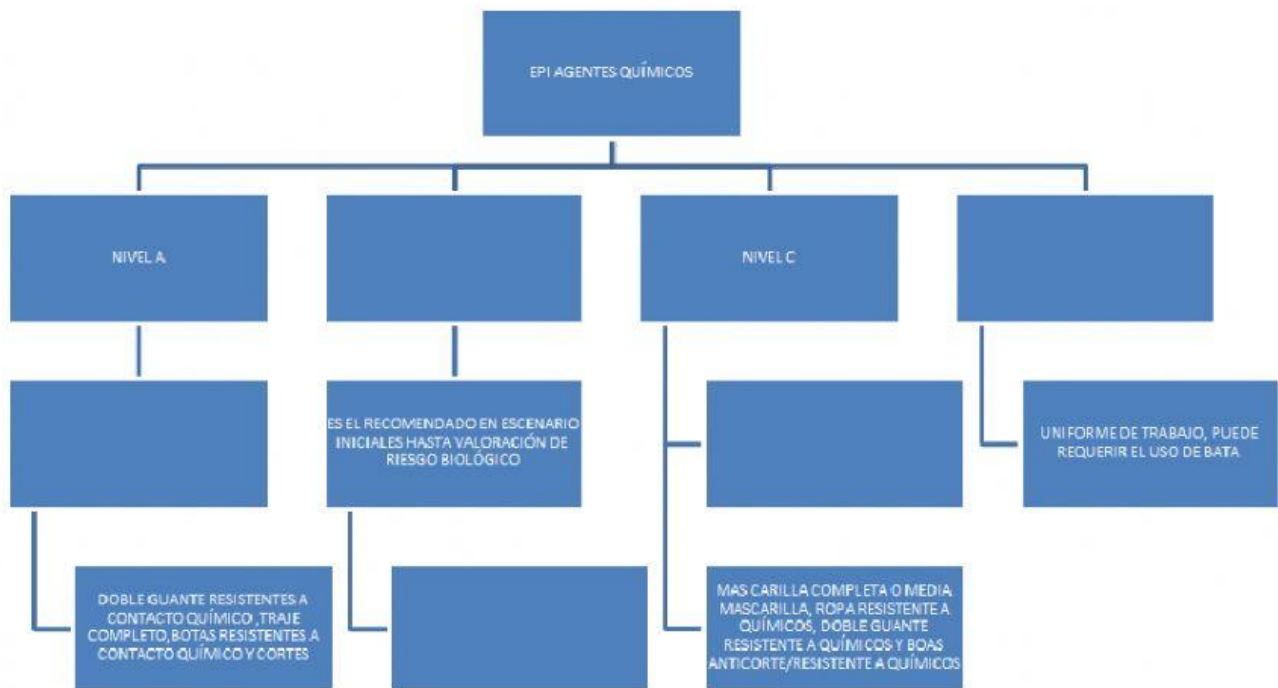 EPI AGENTES QUÍMICOS
NIVEL A
NIVEL C
ES EL RECOMENDADO EN ESCENARIO
INICIALES HASTA VALORACIÓN DE
RIESGO BIOLÓGICO
UNIFORME DE TRABAJO, PUEDE
REQUERIR EL USO DE BATA
DOBLE GUANTE RESISTENTES A
CONTACTO QUÍMICO ,TRAJE
COMPLETO,BOTAS RESISTENTES A
CONTACTO QUÍMICO Y CORTES
MAS CARILLA COMPLETA O MEDIA
MASCARILLA, ROPA RESISTENTE A
QUÍMICOS, DOBLE GUANTE
RESISTENTE A QUÍMICOS Y BOAS
ANTICORTE/RESISTENTE A QUÍMICOS